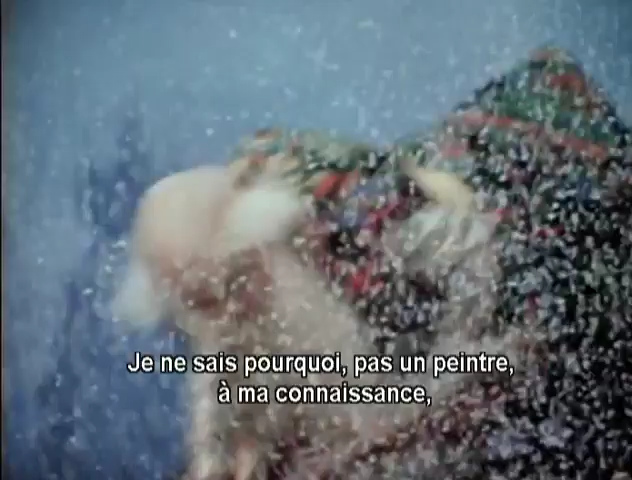 Je ne sais pourquoi, pas un peintre,
à ma connaissance,